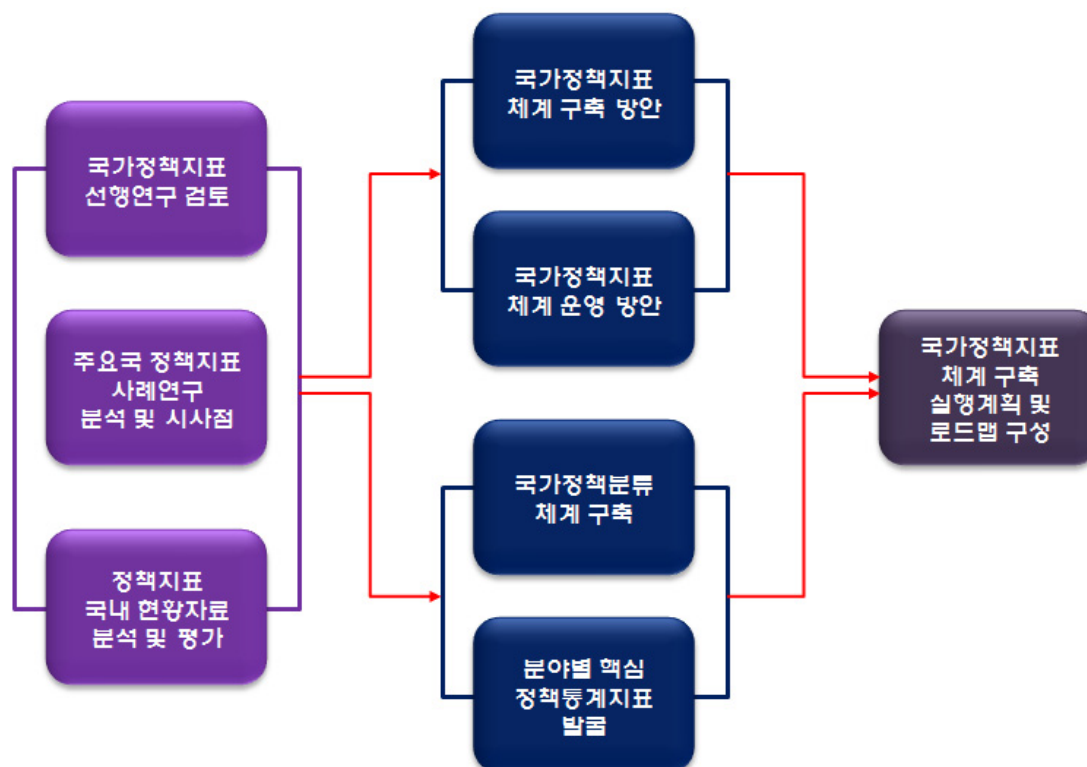 국가정책지표
선행연구 검토
주요국 정책지표
사례연구
분석 및 시사점
정책지표
국내 현황자료
분석 및 평가
국가정책지표
체계 구축 방안
국가정책지표
체계 운영 방안
국가정책분류
체계 구축
분야별 핵심
정책통계지표
발굴
국가정책지표
체계 구축
실행계획 및
로드맵 구성